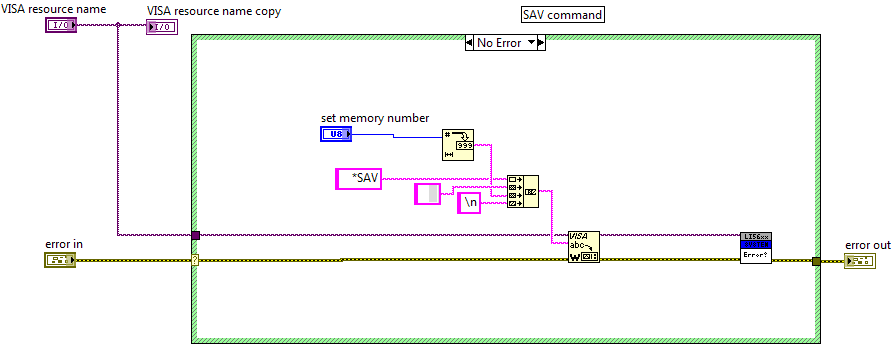 VISA resource name
I/O
VISA resource name copy
I/O
SAV command
No Error
set memory number
U8
#
999
*SAV
\n
VISA
abc
W
LI56xx
Error?
error in
?
error out